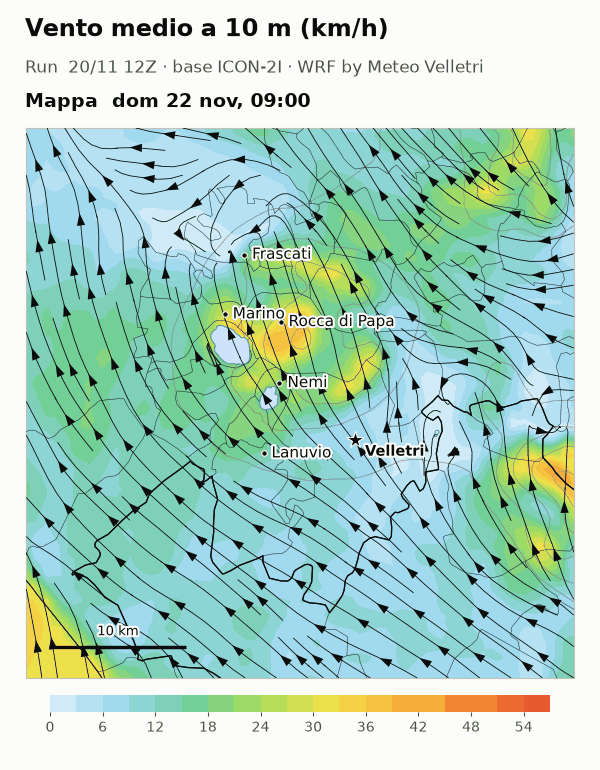 Vento medio a 10 m (km/h)
Run  20/11 12Z · base ICON-2I · WRF by Meteo Velletri
Mappa  dom 22 nov, 09:00
Frascati
Marino
Rocca di Papa
Nemi
Velletri
Lanuvio
10 km
0 6 12 18 24 30 36 42 48 54